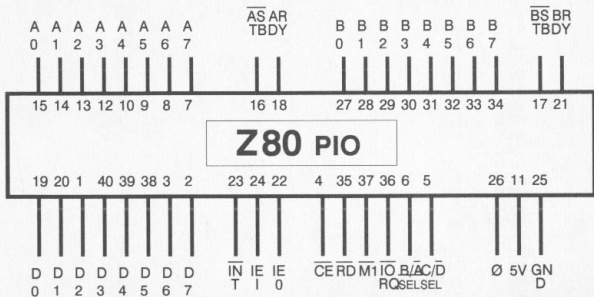 A A A A A A A A AS AR B B B B B B B B BS BR
0 1 2 3 4 5 6 7 TB DY 0 1 2 3 4 5 6 7 TB DY
15 14 13 12 10 9 8 7 16 18 27 28 29 30 31 32 33 34 17 21
Z80 PIO
19 20 1 40 39 38 3 2 23 24 22 4 35 37 36 6 5 26 11 25
D D D D D D D D IN IE IE CE RD M1 IO B/A C/D Ø 5V GN
0 1 2 3 4 5 6 7 T I 0 RQ SEL SEL D